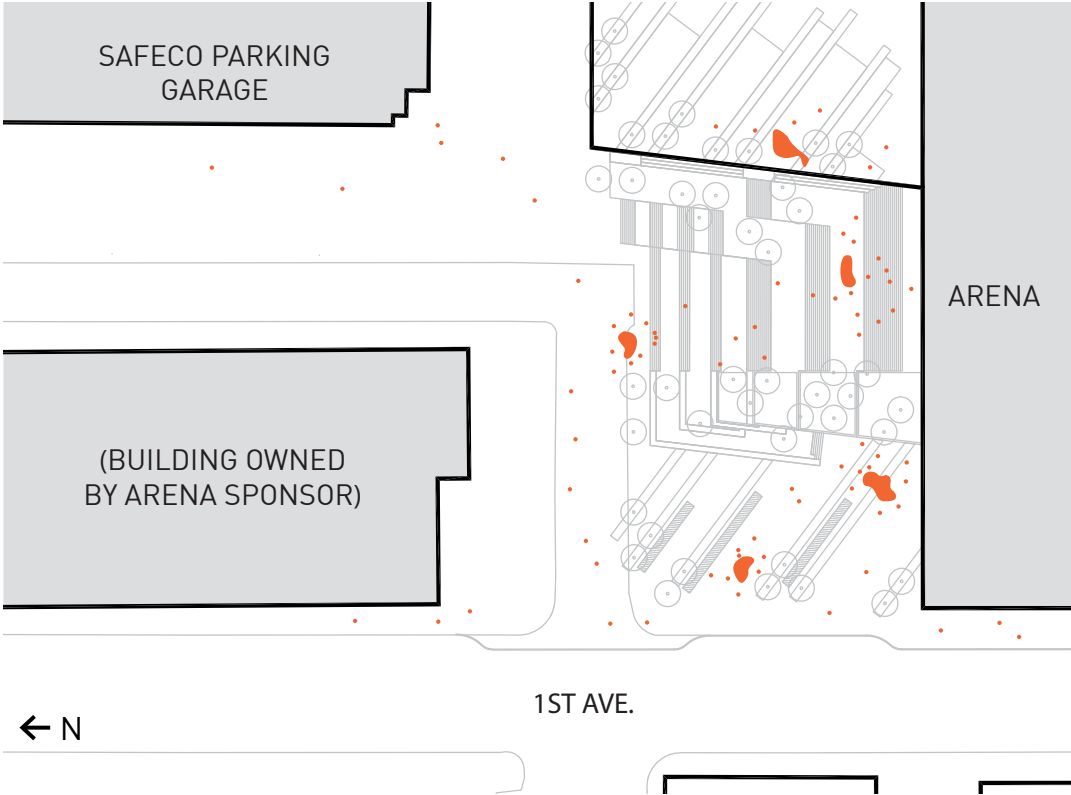 SAFECO PARKING
GARAGE
ARENA
(BUILDING OWNED
BY ARENA SPONSOR)
1ST AVE.
← N